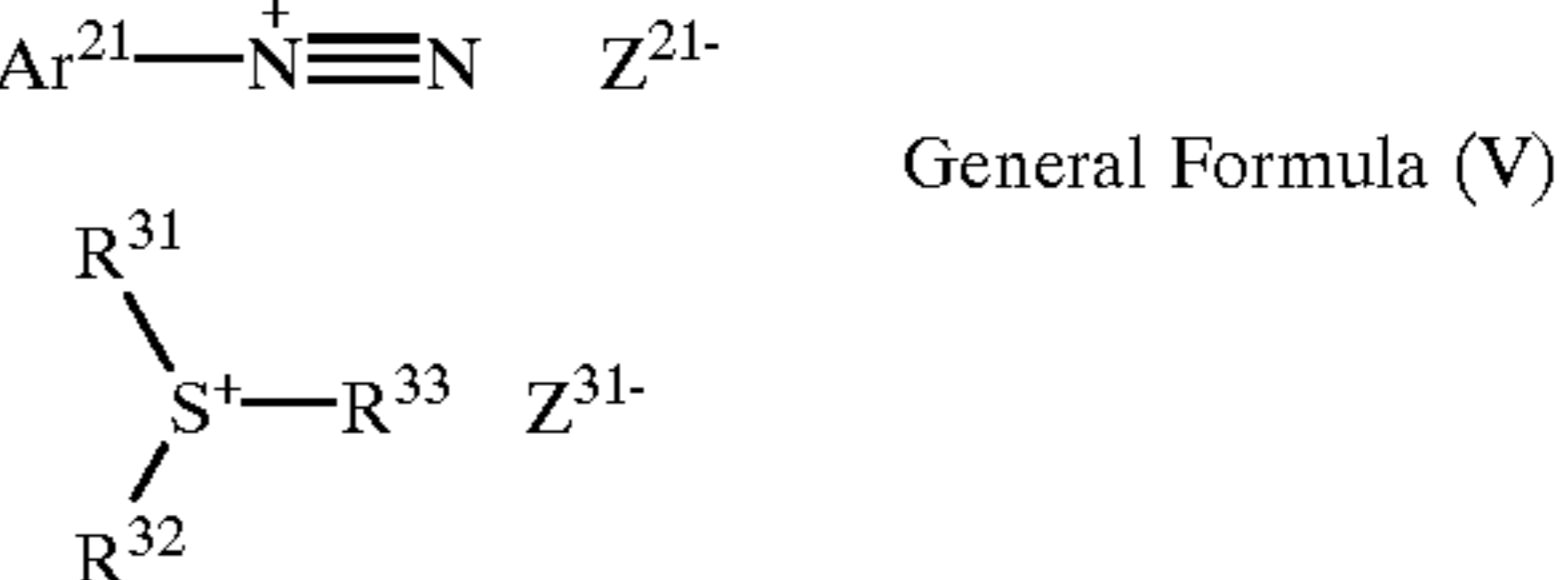 Ar²¹—N⁺≡N Z²¹⁻
General Formula (V)
R³¹
S⁺—R³³ Z³¹⁻
R³²